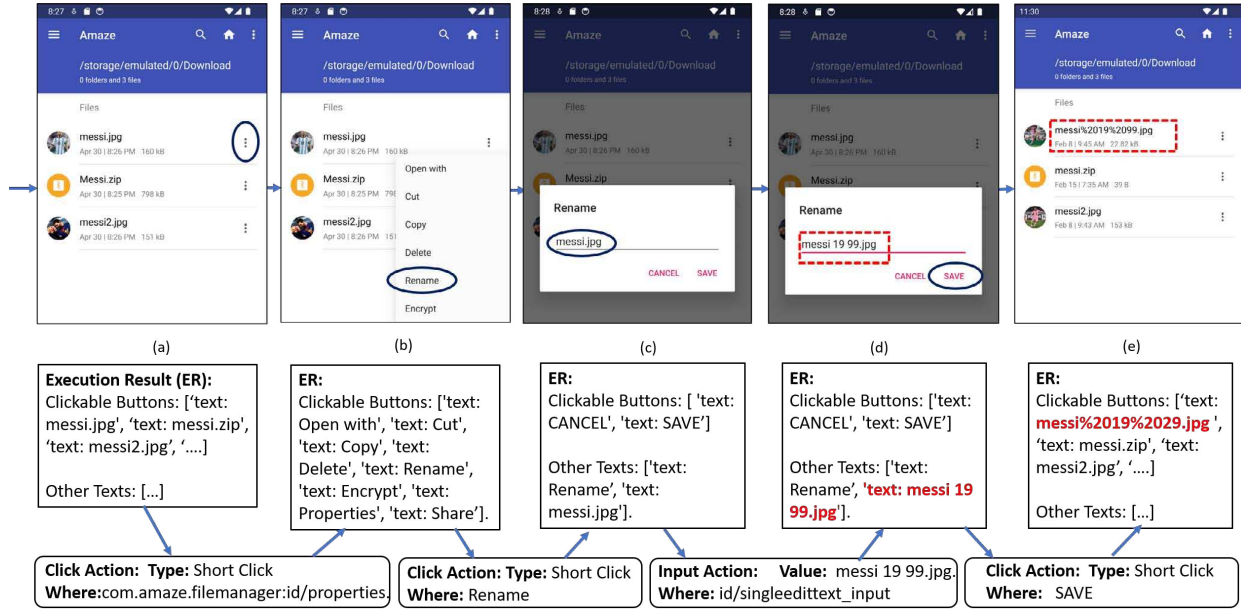 8:27
Amaze
/storage/emulated/0/Download
0 folders and 3 files
Files
messi.jpg
Apr 30 | 8:26 PM 160 kB
Messi.zip
Apr 30 | 8:25 PM 798 kB
messi2.jpg
Apr 30 | 8:26 PM 151 kB
(a)
8:27
Amaze
/storage/emulated/0/Download
0 folders and 3 files
Files
messi.jpg
Apr 30 | 8:26 PM 160 kB
Messi.zip
Apr 30 | 8:25 PM 798
messi2.jpg
Apr 30 | 8:26 PM 151
Open with
Cut
Copy
Delete
Rename
Encrypt
(b)
8:28
Amaze
/storage/emulated/0/Download
0 folders and 3 files
Files
messi.jpg
Apr 30 | 8:26 PM 160 kB
Messi.zip
Rename
messi.jpg
CANCEL SAVE
(c)
8:28
Amaze
/storage/emulated/0/Download
0 folders and 3 files
Files
messi.jpg
Apr 30 | 8:26 PM 160 kB
Messi.zip
Rename
messi 19 99.jpg
CANCEL SAVE
(d)
11:30
Amaze
/storage/emulated/0/Download
0 folders and 3 files
Files
messi%2019%2099.jpg
Feb 8 | 9:45 AM 22.82 kB
messi.zip
Feb 15 | 7:35 AM 39 B
messi2.jpg
Feb 8 | 9:43 AM 153 kB
(e)
Execution Result (ER):
Clickable Buttons: [‘text:
messi.jpg', ‘text: messi.zip',
‘text: messi2.jpg’, ‘....]
Other Texts: […]
ER:
Clickable Buttons: ['text:
Open with', 'text: Cut',
'text: Copy', 'text:
Delete', 'text: Rename',
'text: Encrypt', 'text:
Properties', 'text: Share’].
ER:
Clickable Buttons: [ 'text:
CANCEL', 'text: SAVE’]
Other Texts: ['text:
Rename’, 'text:
messi.jpg'].
ER:
Clickable Buttons: ['text:
CANCEL', 'text: SAVE’]
Other Texts: ['text:
Rename’, 'text: messi 19
99.jpg'].
ER:
Clickable Buttons: [‘text:
messi%2019%2029.jpg ',
‘text: messi.zip', ‘text:
messi2.jpg’, ‘....]
Other Texts: […]
Click Action: Type: Short Click
Where:com.amaze.filemanager:id/properties.
Click Action: Type: Short Click
Where: Rename
Input Action: Value: messi 19 99.jpg.
Where: id/singleedittext_input
Click Action: Type: Short Click
Where: SAVE